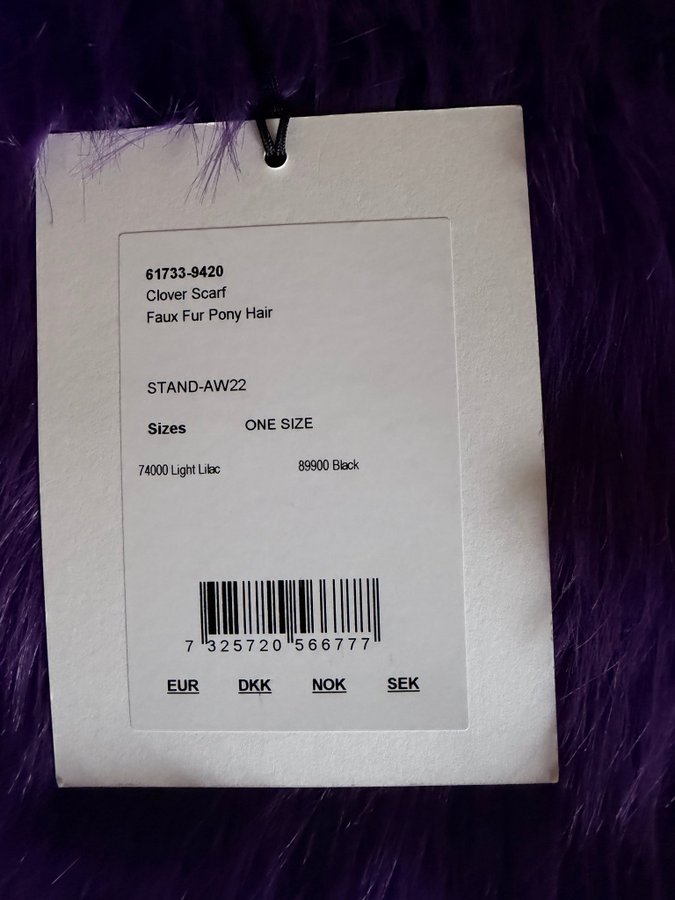 61733-9420
Clover Scarf
Faux Fur Pony Hair
STAND-AW22
Sizes ONE SIZE
74000 Light Lilac 89900 Black
7 325720 566777
EUR DKK NOK SEK